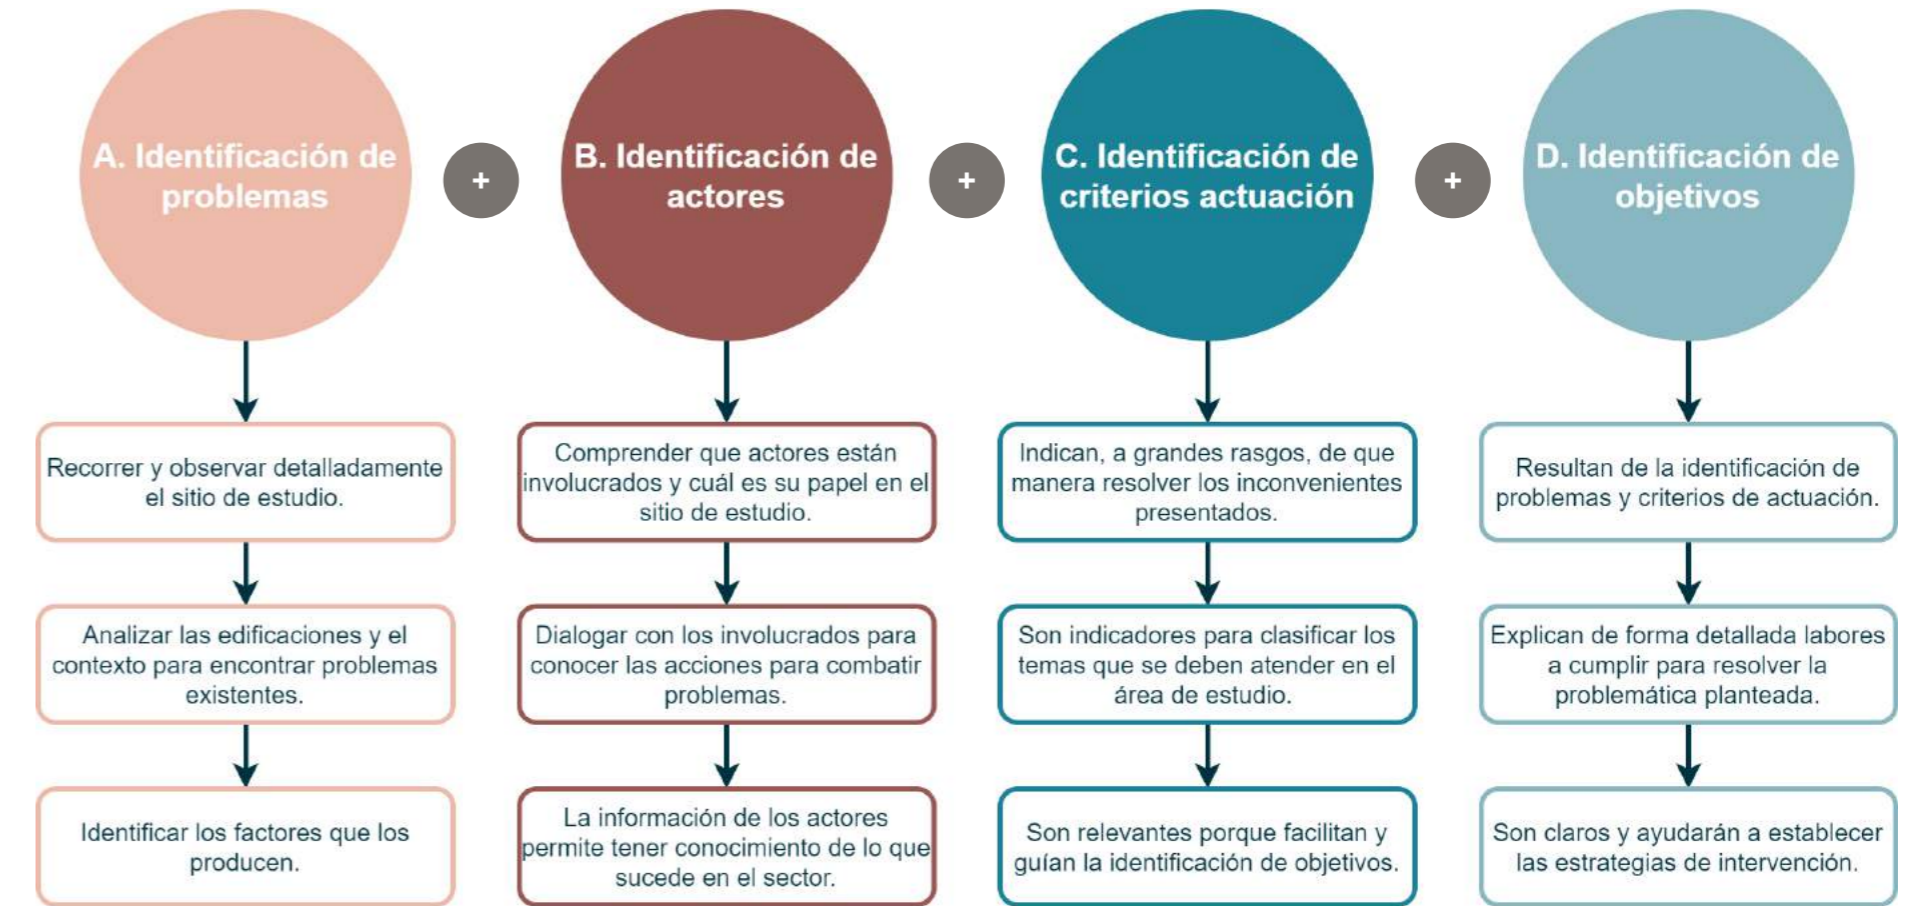 A. Identificación de
problemas
+
B. Identificación de
actores
+
C. Identificación de
criterios actuación
+
D. Identificación de
objetivos
Recorrer y observar detalladamente
el sitio de estudio.
Comprender que actores están
involucrados y cuál es su papel en el
sitio de estudio.
Indican, a grandes rasgos, de que
manera resolver los inconvenientes
presentados.
Resultan de la identificación de
problemas y criterios de actuación.
Analizar las edificaciones y el
contexto para encontrar problemas
existentes.
Dialogar con los involucrados para
conocer las acciones para combatir
problemas.
Son indicadores para clasificar los
temas que se deben atender en el
área de estudio.
Explican de forma detallada labores
a cumplir para resolver la
problemática planteada.
Identificar los factores que los
producen.
La información de los actores
permite tener conocimiento de lo que
sucede en el sector.
Son relevantes porque facilitan y
guían la identificación de objetivos.
Son claros y ayudarán a establecer
las estrategias de intervención.